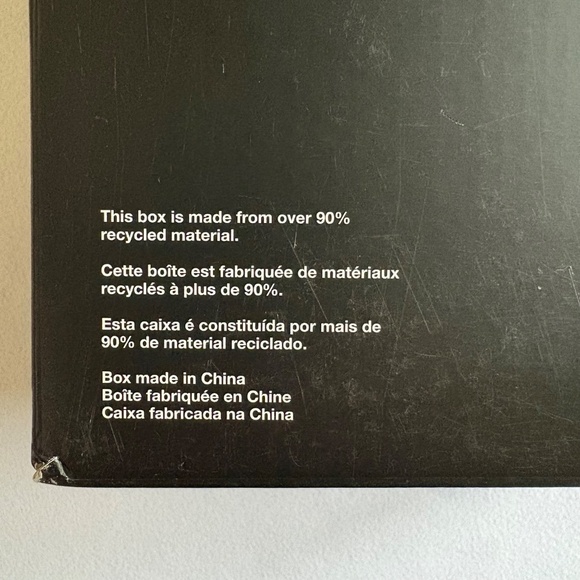 This box is made from over 90%
recycled material.
Cette boîte est fabriquée de matériaux
recyclés à plus de 90%.
Esta caixa é constituída por mais de
90% de material reciclado.
Box made in China
Boîte fabriquée en Chine
Caixa fabricada na China